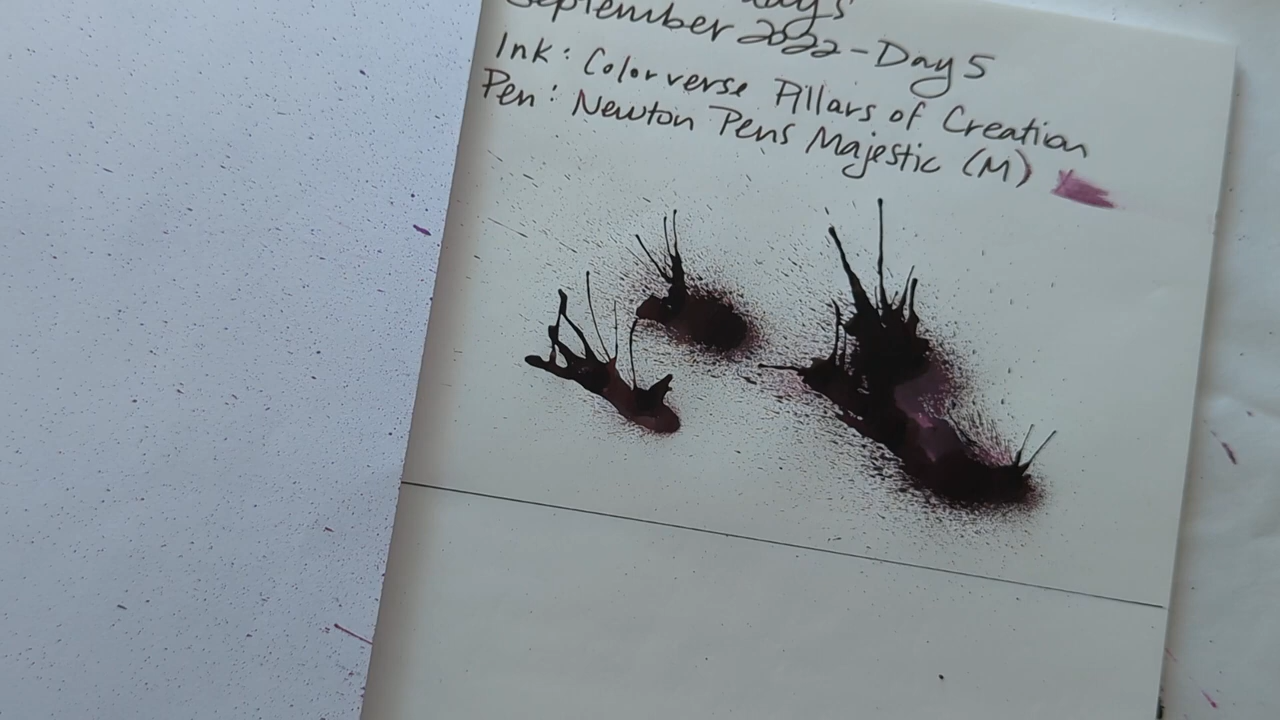 September 2022 - Day 5
Ink: Colorverse Pillars of Creation
Pen: Newton Pens Majestic (M)